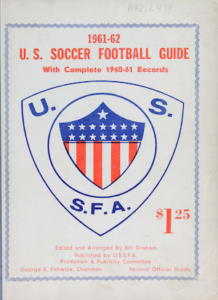 1961-62
U. S. SOCCER FOOTBALL GUIDE
With Complete 1960-61 Records
U. S.
S.F.A.
$1 25
Edited and Arranged By Bill Graham
Published by U.S.S.F.A.
Promotion & Publicity Committee
George E. Fishwick, Chairman Second Official Guide